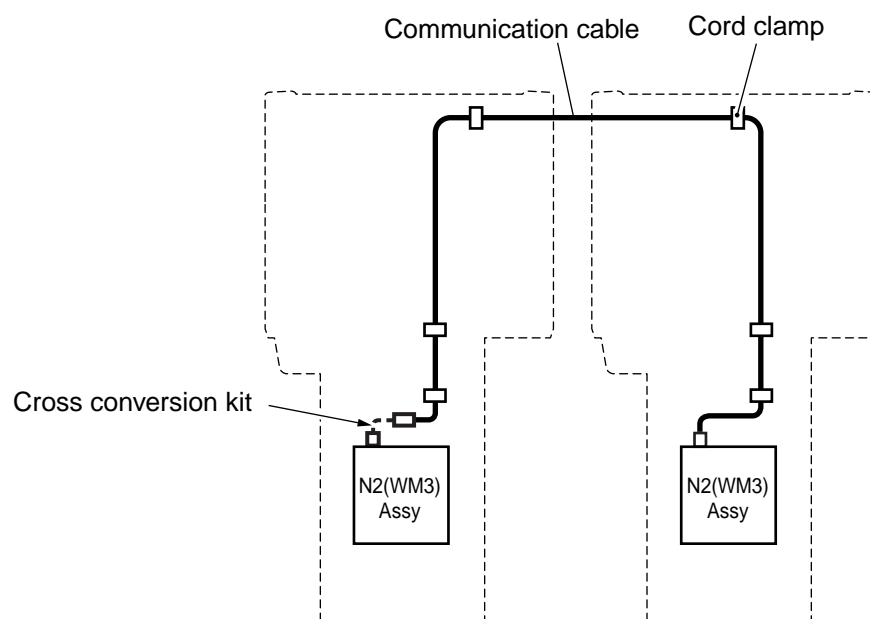 Communication cable
Cord clamp
Cross conversion kit
N2(WM3)
Assy
N2(WM3)
Assy